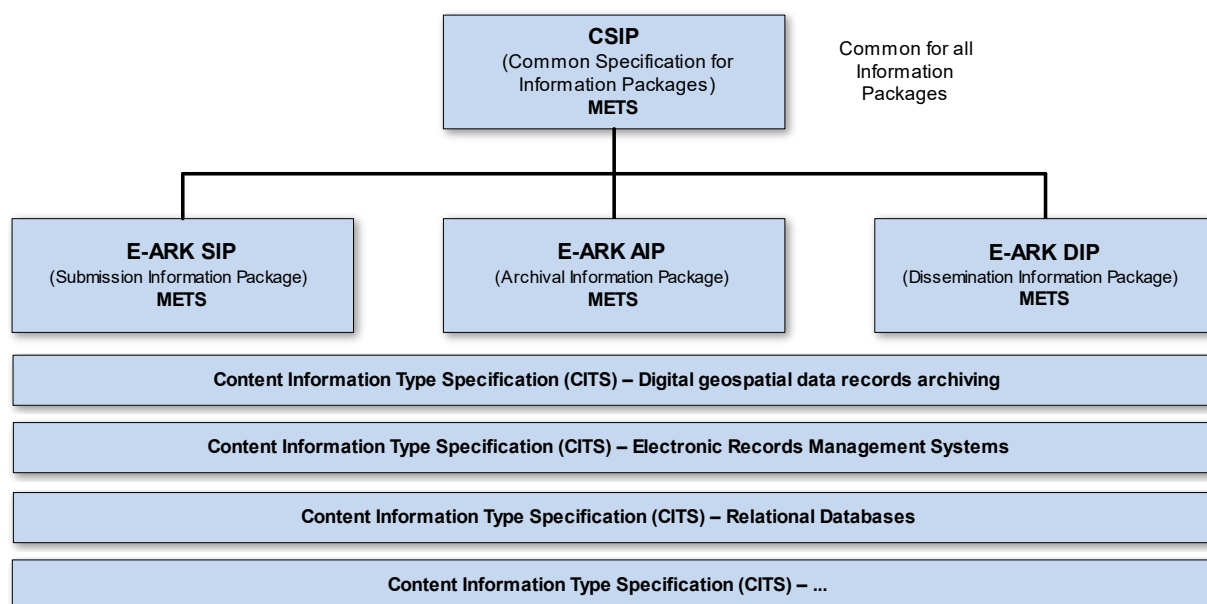 CSIP
(Common Specification for
Information Packages)
METS
Common for all
Information
Packages
E-ARK SIP
(Submission Information Package)
METS
E-ARK AIP
(Archival Information Package)
METS
E-ARK DIP
(Dissemination Information Package)
METS
Content Information Type Specification (CITS) – Digital geospatial data records archiving
Content Information Type Specification (CITS) – Electronic Records Management Systems
Content Information Type Specification (CITS) – Relational Databases
Content Information Type Specification (CITS) – ...